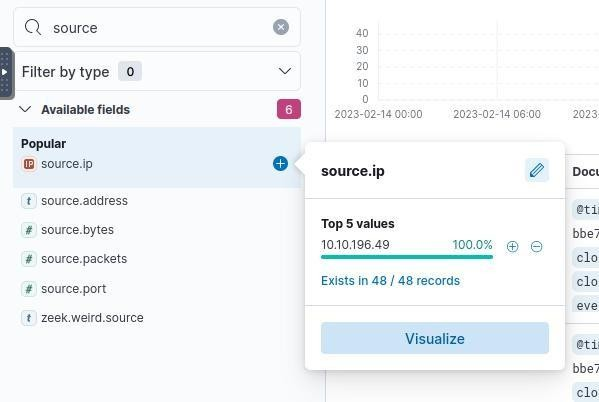 source
Filter by type 0
Available fields 6
Popular
IP source.ip
t source.address
# source.bytes
# source.packets
# source.port
t zeek.weird.source
40
30
20
10
0
2023-02-14 00:00 2023-02-14 06:00 2023
source.ip
Top 5 values
10.10.196.49 100.0%
Exists in 48 / 48 records
Visualize
Docu
@ti
bbe7
clo
clo
eve
@ti
bbe7
clo